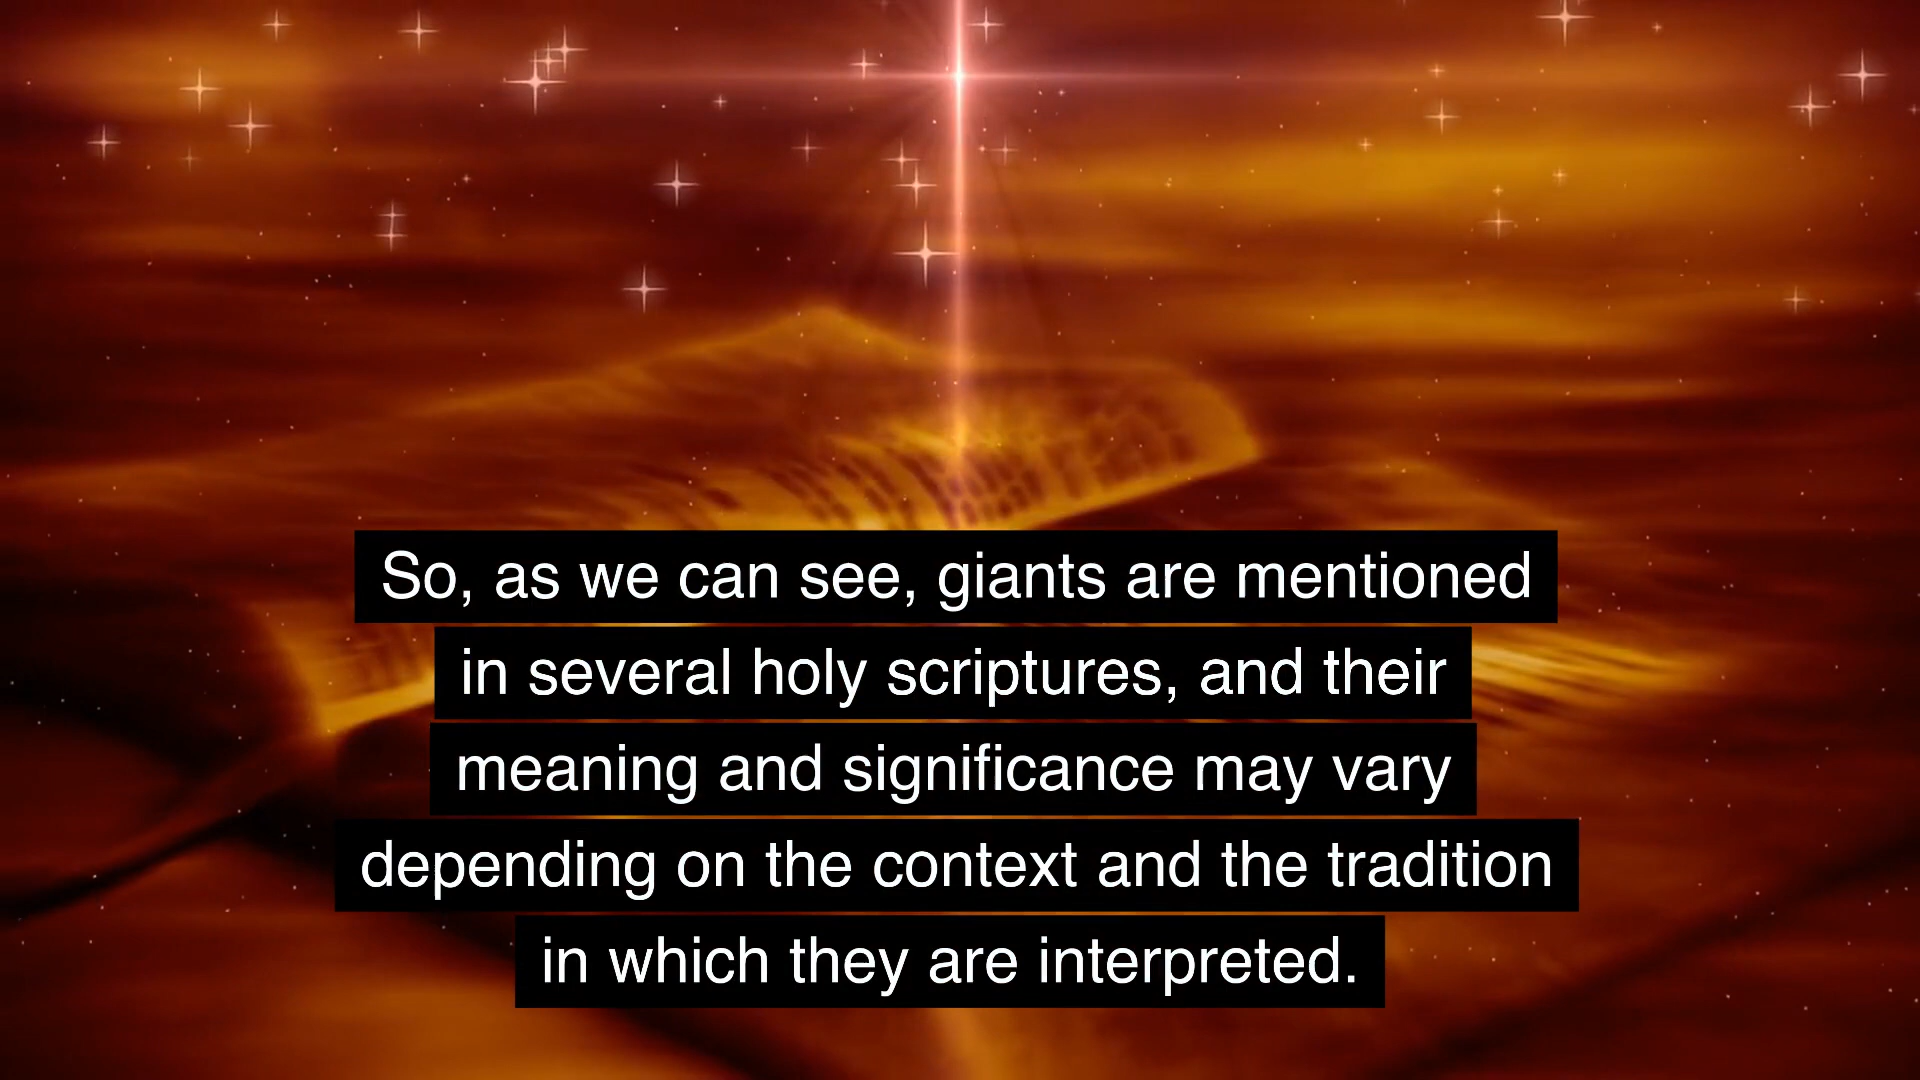 So, as we can see, giants are mentioned
in several holy scriptures, and their
meaning and significance may vary
depending on the context and the tradition
in which they are interpreted.